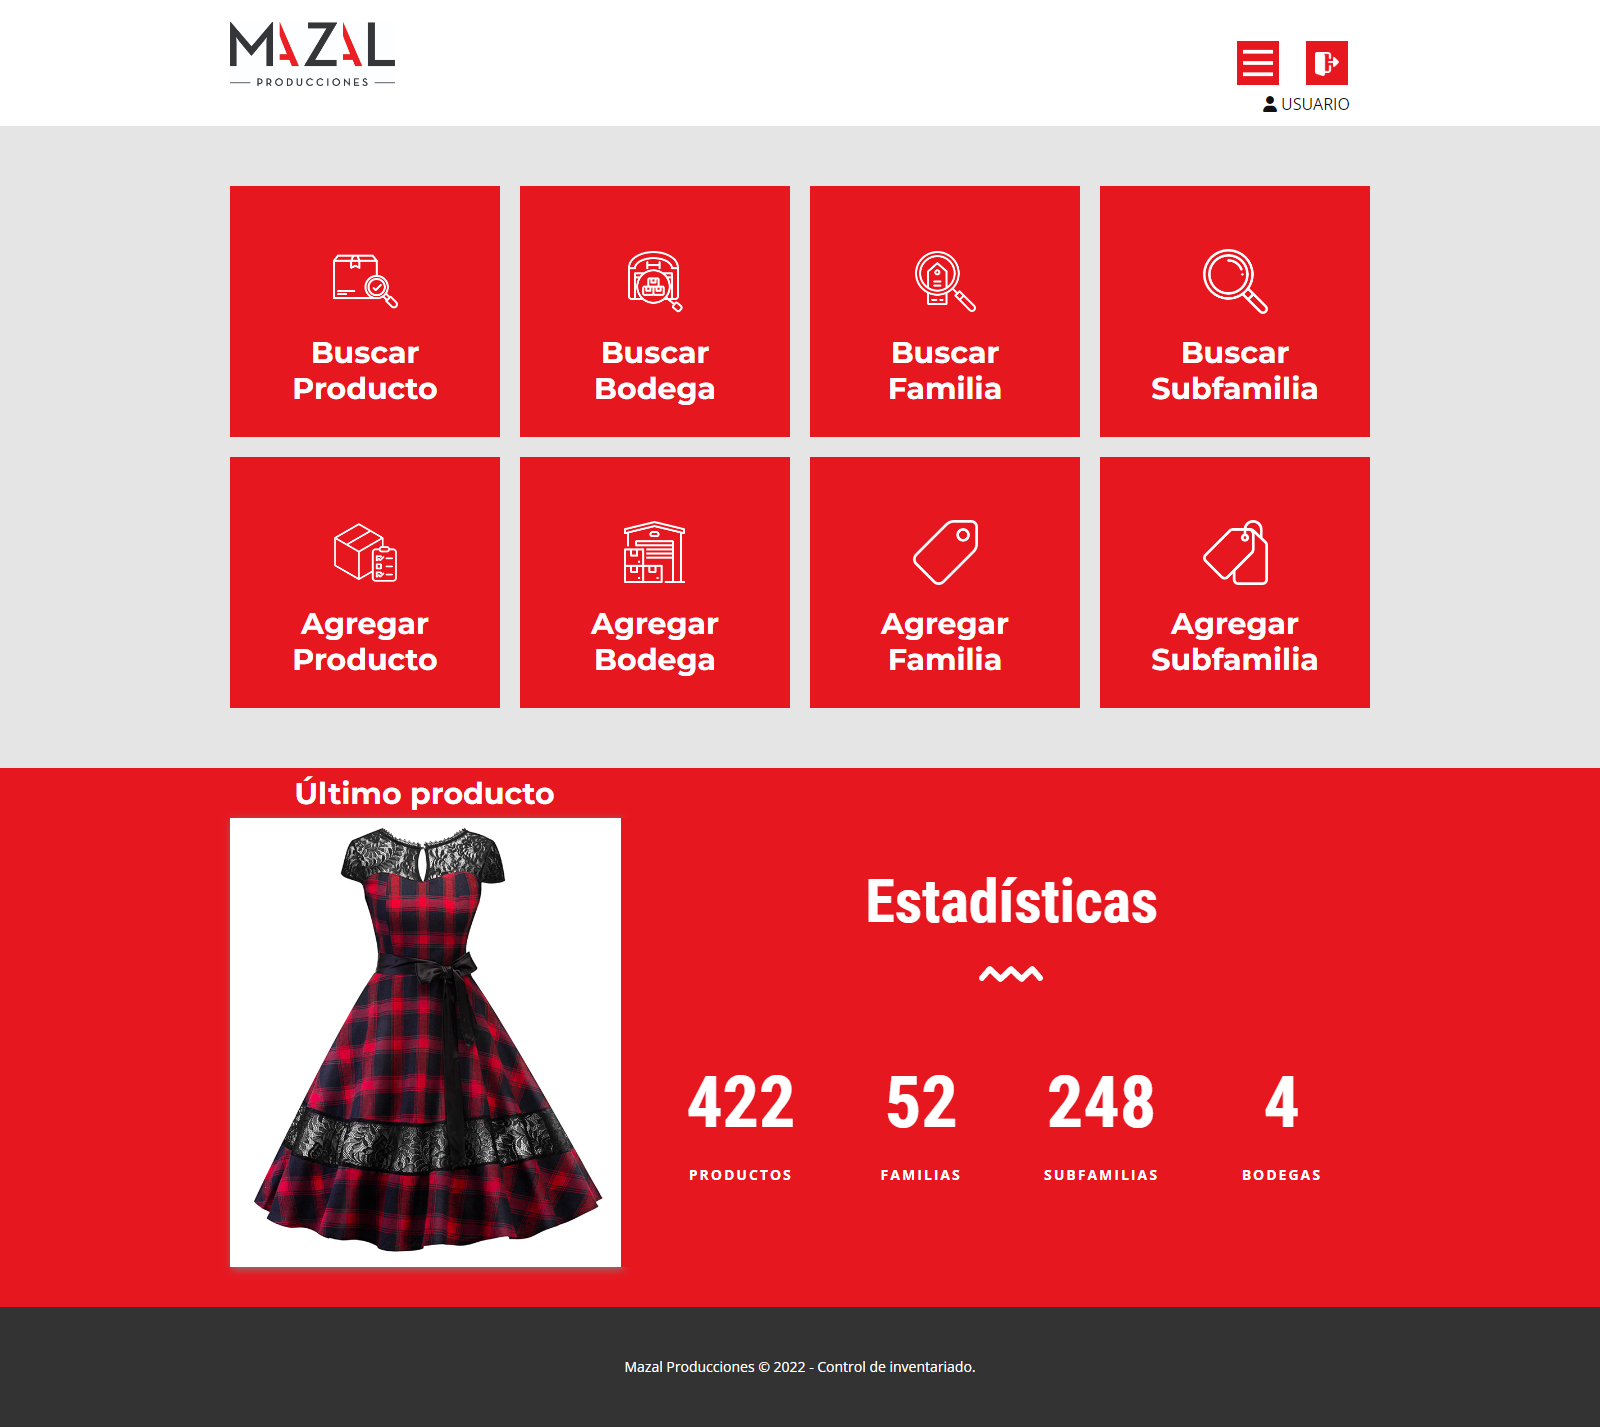 MAZAL
PRODUCCIONES
USUARIO
Buscar
Producto
Buscar
Bodega
Buscar
Familia
Buscar
Subfamilia
Agregar
Producto
Agregar
Bodega
Agregar
Familia
Agregar
Subfamilia
Último producto
Estadísticas
422
PRODUCTOS
52
FAMILIAS
248
SUBFAMILIAS
4
BODEGAS
Mazal Producciones © 2022 - Control de inventariado.